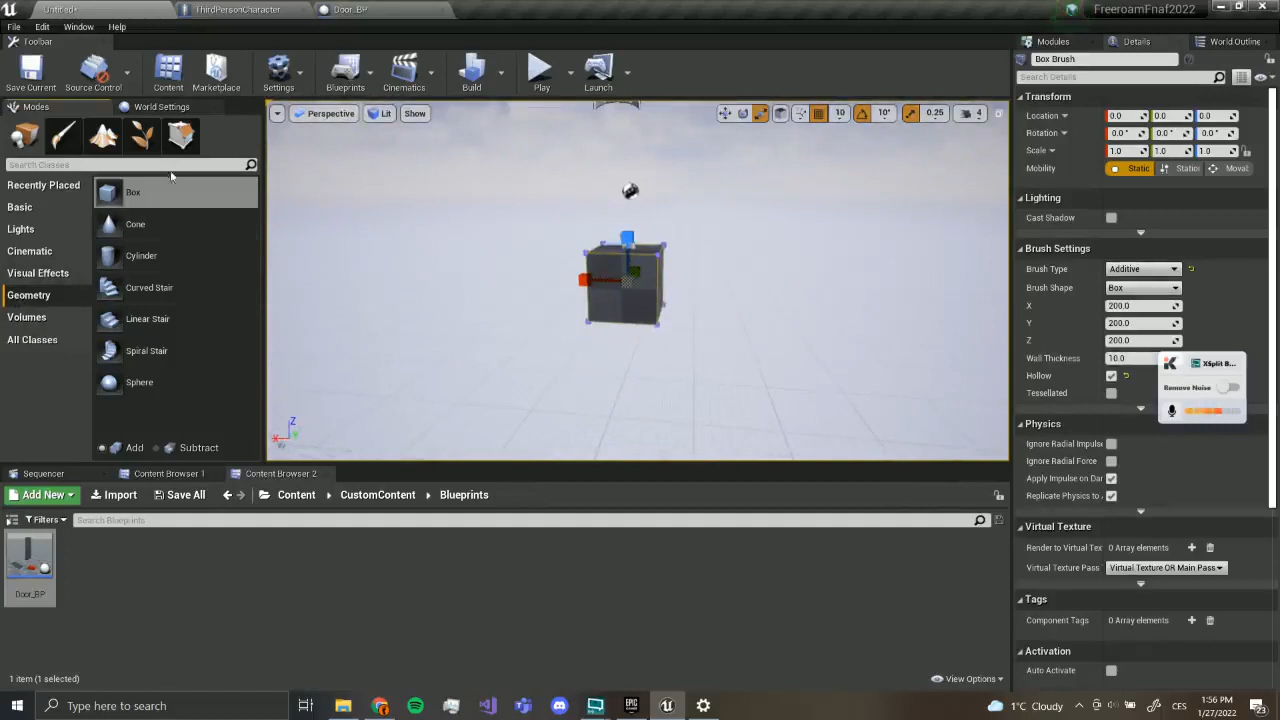 Untitled*
ThirdPersonCharacter
Door_BP
FreeroamFnaf2022
File Edit Window Help
Toolbar
Save Current
Source Control
Content
Marketplace
Settings
Blueprints
Cinematics
Build
Play
Launch
Modes
World Settings
Search Classes
Recently Placed
Basic
Lights
Cinematic
Visual Effects
Geometry
Volumes
All Classes
Box
Cone
Cylinder
Curved Stair
Linear Stair
Spiral Stair
Sphere
Add
Subtract
Perspective
Lit
Show
10
10°
0.25
4
Z
X
Modules
Details
World Outline
Box Brush
Search Details
Transform
Location 0.0 0.0 0.0
Rotation 0.0 ° 0.0 ° 0.0 °
Scale 1.0 1.0 1.0
Mobility Static Station Movab
Lighting
Cast Shadow
Brush Settings
Brush Type Additive
Brush Shape Box
X 200.0
Y 200.0
Z 200.0
Wall Thickness 10.0
Hollow
Tessellated
XSplit B...
Remove Noise
Physics
Ignore Radial Impuls
Ignore Radial Force
Apply Impulse on Dar
Replicate Physics to
Virtual Texture
Render to Virtual Tex 0 Array elements
Virtual Texture Pass Virtual Texture OR Main Pass
Tags
Component Tags 0 Array elements
Activation
Auto Activate
Sequencer
Content Browser 1
Content Browser 2
Add New
Import
Save All
Content
CustomContent
Blueprints
Filters
Search Blueprints
Door_BP
1 item (1 selected)
View Options
Type here to search
EPIC
1°C Cloudy
CES
1:56 PM
1/27/2022
23